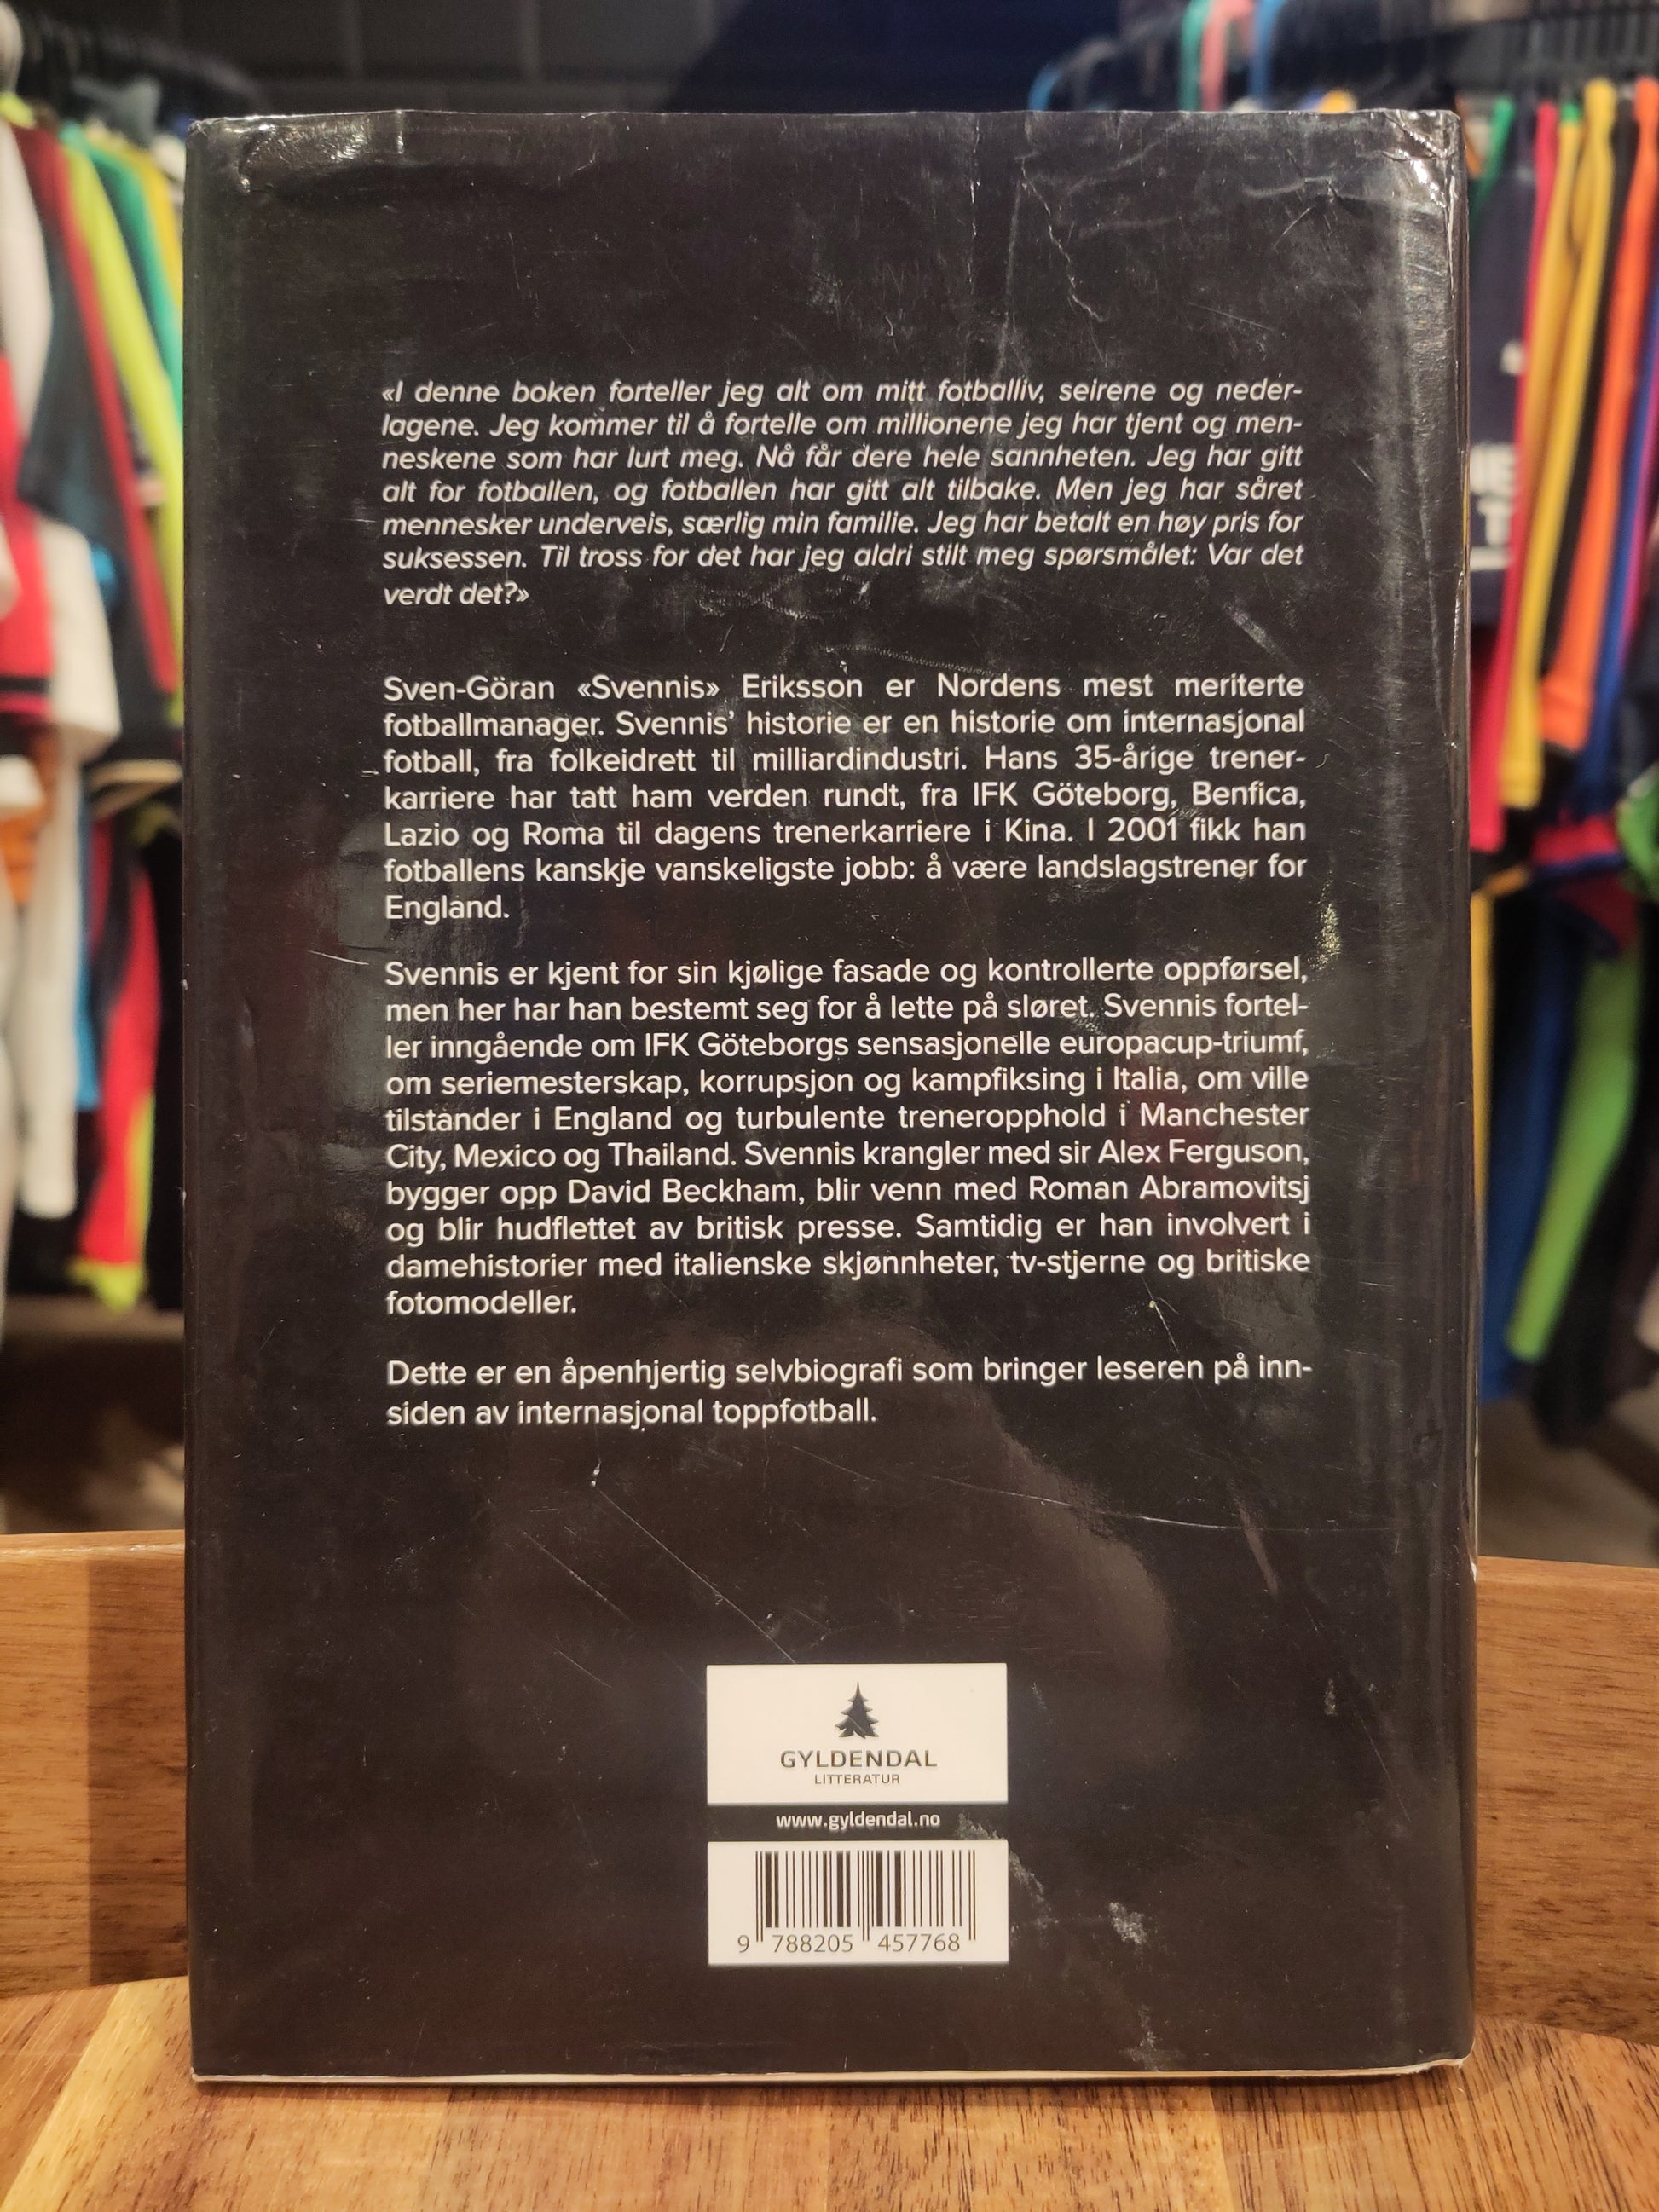 «I denne boken forteller jeg alt om mitt fotballiv, seirene og neder-
lagene. Jeg kommer til å fortelle om millionene jeg har tjent og men-
neskene som har lurt meg. Nå får dere hele sannheten. Jeg har gitt
alt for fotballen, og fotballen har gitt alt tilbake. Men jeg har såret
mennesker underveis, særlig min familie. Jeg har betalt en høy pris for
suksessen. Til tross for det har jeg aldri stilt meg spørsmålet: Var det
verdt det?»
Sven-Göran «Svennis» Eriksson er Nordens mest meriterte
fotballmanager. Svennis’ historie er en historie om internasjonal
fotball, fra folkeidrett til milliardindustri. Hans 35-årige trener-
karriere har tatt ham verden rundt, fra IFK Göteborg, Benfica,
Lazio og Roma til dagens trenerkarriere i Kina. I 2001 fikk han
fotballens kanskje vanskeligste jobb: å være landslagstrener for
England.
Svennis er kjent for sin kjølige fasade og kontrollerte oppførsel,
men her har han bestemt seg for å lette på sløret. Svennis fortel-
ler inngående om IFK Göteborgs sensasjonelle europacup-triumf,
om seriemesterskap, korrupsjon og kampfiksing i Italia, om ville
tilstander i England og turbulente treneropphold i Manchester
City, Mexico og Thailand. Svennis krangler med sir Alex Ferguson,
bygger opp David Beckham, blir venn med Roman Abramovitsj
og blir hudflettet av britisk presse. Samtidig er han involvert i
damehistorier med italienske skjønnheter, tv-stjerne og britiske
fotomodeller.
Dette er en åpenhjertig selvbiografi som bringer leseren på inn-
siden av internasjonal toppfotball.
GYLDENDAL
LITTERATUR
www.gyldendal.no
9 788205 457768